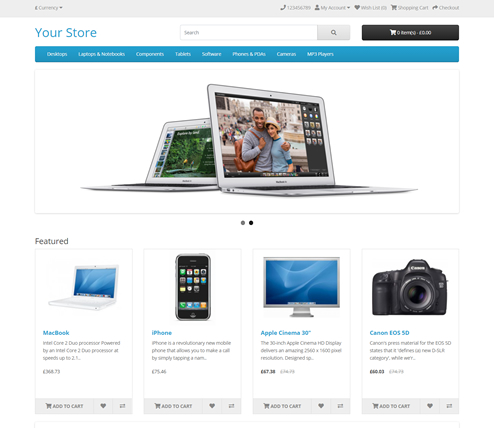 £ Currency
123456789 My Account Wish List (0) Shopping Cart Checkout
Your Store
Search
0 item(s) - £0.00
Desktops Laptops & Notebooks Components Tablets Software Phones & PDAs Cameras MP3 Players
Featured
MacBook
Intel Core 2 Duo processor Powered
by an Intel Core 2 Duo processor at
speeds up to 2.1..
£368.73
ADD TO CART
iPhone
iPhone is a revolutionary new mobile
phone that allows you to make a call
by simply tapping a nam..
£75.46
ADD TO CART
Apple Cinema 30"
The 30-inch Apple Cinema HD Display
delivers an amazing 2560 x 1600 pixel
resolution. Designed sp..
£67.38 £74.73
ADD TO CART
Canon
Canon EOS 5D
Canon's press material for the EOS 5D
states that it 'defines (a) new D-SLR
category', while we'r..
£60.03 £74.73
ADD TO CART